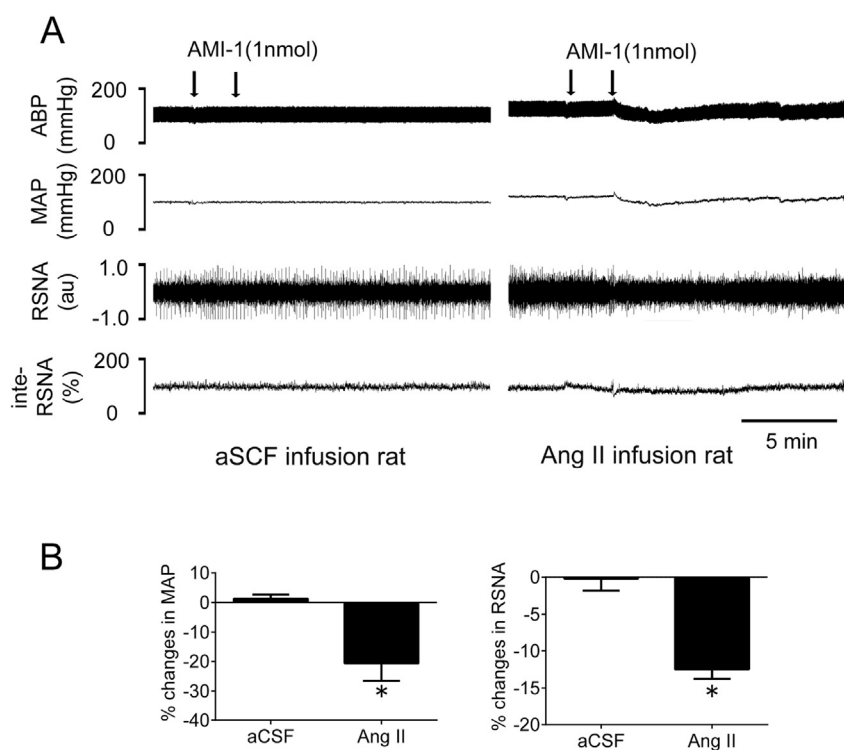 A
AMI-1(1nmol) AMI-1(1nmol)
ABP (mmHg) 200 0
MAP (mmHg) 200 0
RSNA (au) 1.0 -1.0
inte-RSNA (%) 200 0
5 min
aSCF infusion rat Ang II infusion rat
B
% changes in MAP
10
0
-10
-20
-30
-40
*
aCSF Ang II
% changes in RSNA
0
-5
-10
-15
-20
*
aCSF Ang II